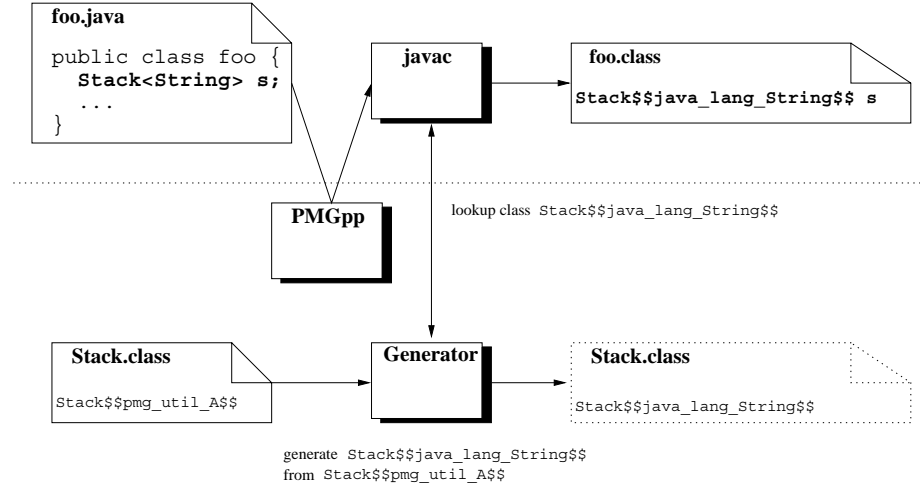 foo.java
public class foo {
Stack<String> s;
...
}
javac
foo.class
Stack$$java_lang_String$$ s
PMGpp
lookup class Stack$$java_lang_String$$
Stack.class
Stack$$pmg_util_A$$
Generator
Stack.class
Stack$$java_lang_String$$
generate Stack$$java_lang_String$$
from Stack$$pmg_util_A$$